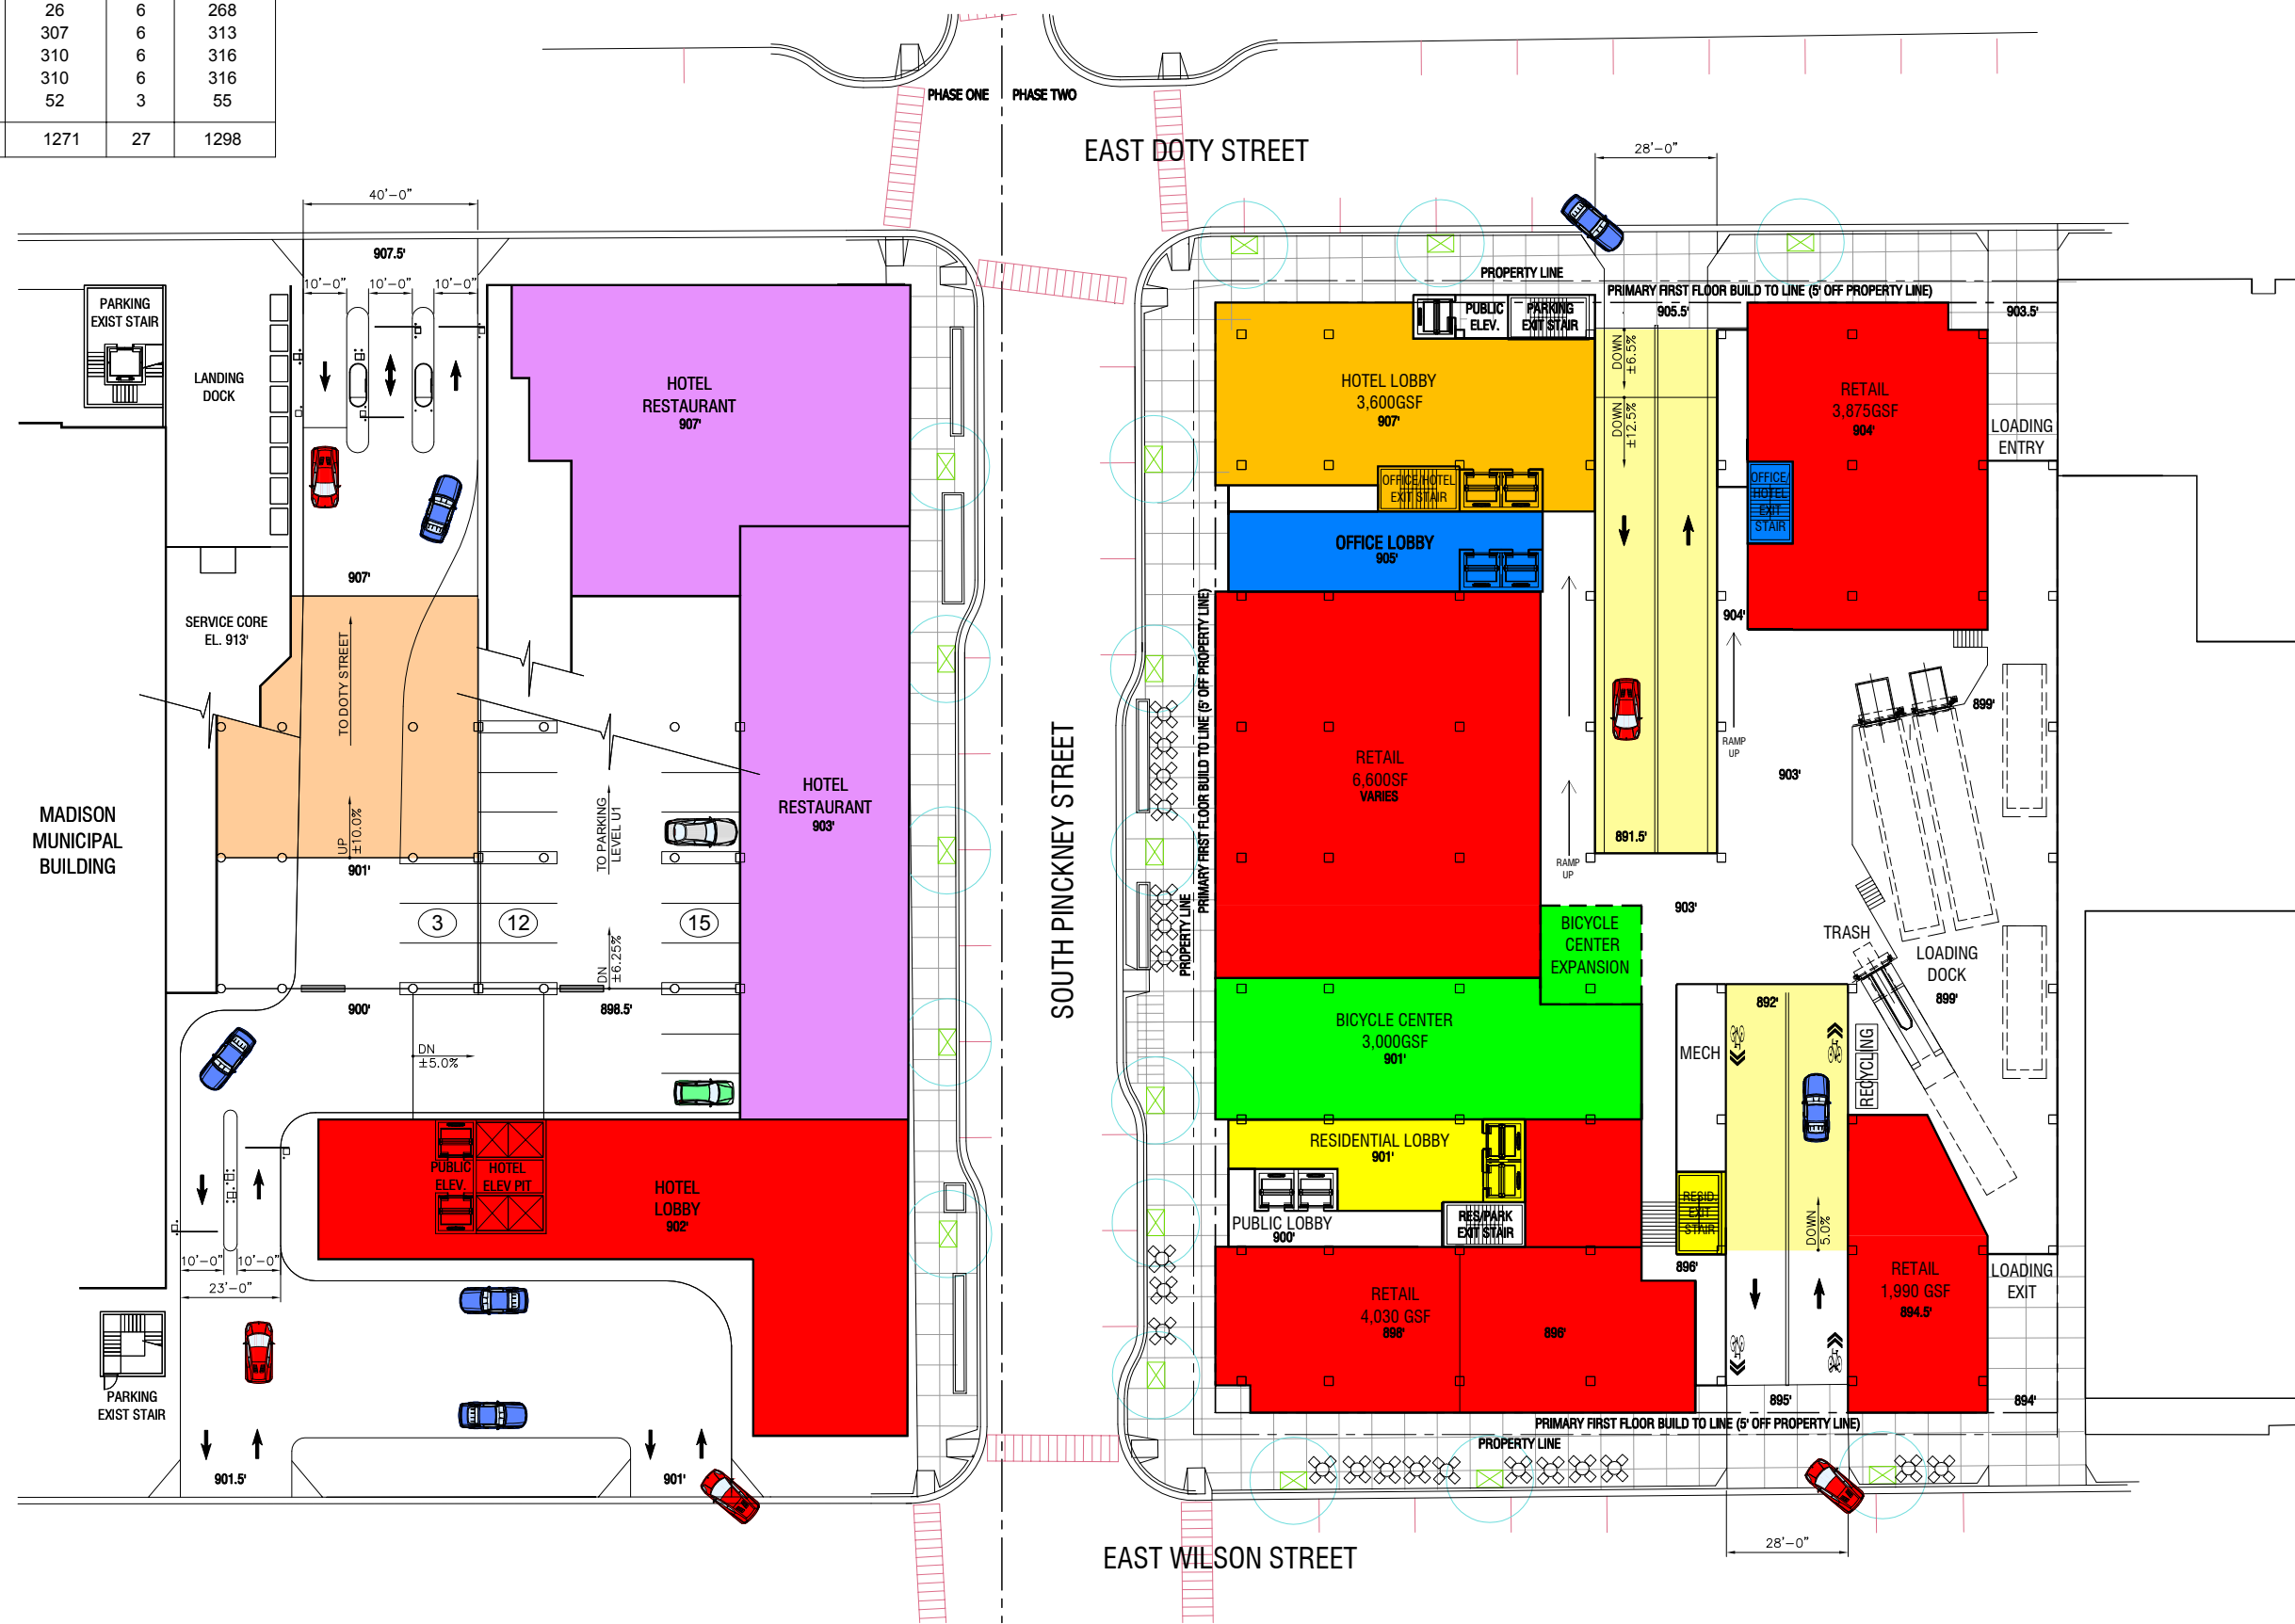 26 6 268
307 6 313
310 6 316
310 6 316
52 3 55
1271 27 1298
PHASE ONE
PHASE TWO
EAST DOTY STREET
40'-0"
907.5'
10'-0" 10'-0" 10'-0"
PARKING
EXIST STAIR
LANDING
DOCK
HOTEL
RESTAURANT
907'
907'
SERVICE CORE
EL. 913'
TO DOTY STREET
UP
±10.0%
901'
TO PARKING
LEVEL U1
HOTEL
RESTAURANT
903'
MADISON
MUNICIPAL
BUILDING
3
12
15
DN
±6.25%
900'
898.5'
DN
±5.0%
PUBLIC
ELEV.
HOTEL
ELEV PIT
HOTEL
LOBBY
902'
10'-0" 10'-0"
23'-0"
PARKING
EXIST STAIR
901.5'
901'
SOUTH PINCKNEY STREET
28'-0"
PROPERTY LINE
PRIMARY FIRST FLOOR BUILD TO LINE (5' OFF PROPERTY LINE)
905.5'
903.5'
PUBLIC
ELEV.
PARKING
EXIT STAIR
HOTEL LOBBY
3,600GSF
907'
DOWN
±6.5%
DOWN
±12.5%
RETAIL
3,875GSF
904'
LOADING
ENTRY
OFFICE/HOTEL
EXIT STAIR
OFFICE/
HOTEL
EXIT
STAIR
OFFICE LOBBY
905'
904'
PRIMARY FIRST FLOOR BUILD TO LINE (5' OFF PROPERTY LINE)
PROPERTY LINE
RETAIL
6,600SF
VARIES
RAMP
UP
RAMP
UP
899'
903'
891.5'
903'
BICYCLE
CENTER
EXPANSION
TRASH
LOADING
DOCK
899'
892'
BICYCLE CENTER
3,000GSF
901'
MECH
RECYCLING
RESIDENTIAL LOBBY
901'
PUBLIC LOBBY
900'
RES/PARK
EXIT STAIR
RESID.
EXIT
STAIR
DOWN
5.0%
896'
RETAIL
4,030 GSF
898'
896'
RETAIL
1,990 GSF
894.5'
LOADING
EXIT
895'
894'
PRIMARY FIRST FLOOR BUILD TO LINE (5' OFF PROPERTY LINE)
PROPERTY LINE
28'-0"
EAST WILSON STREET